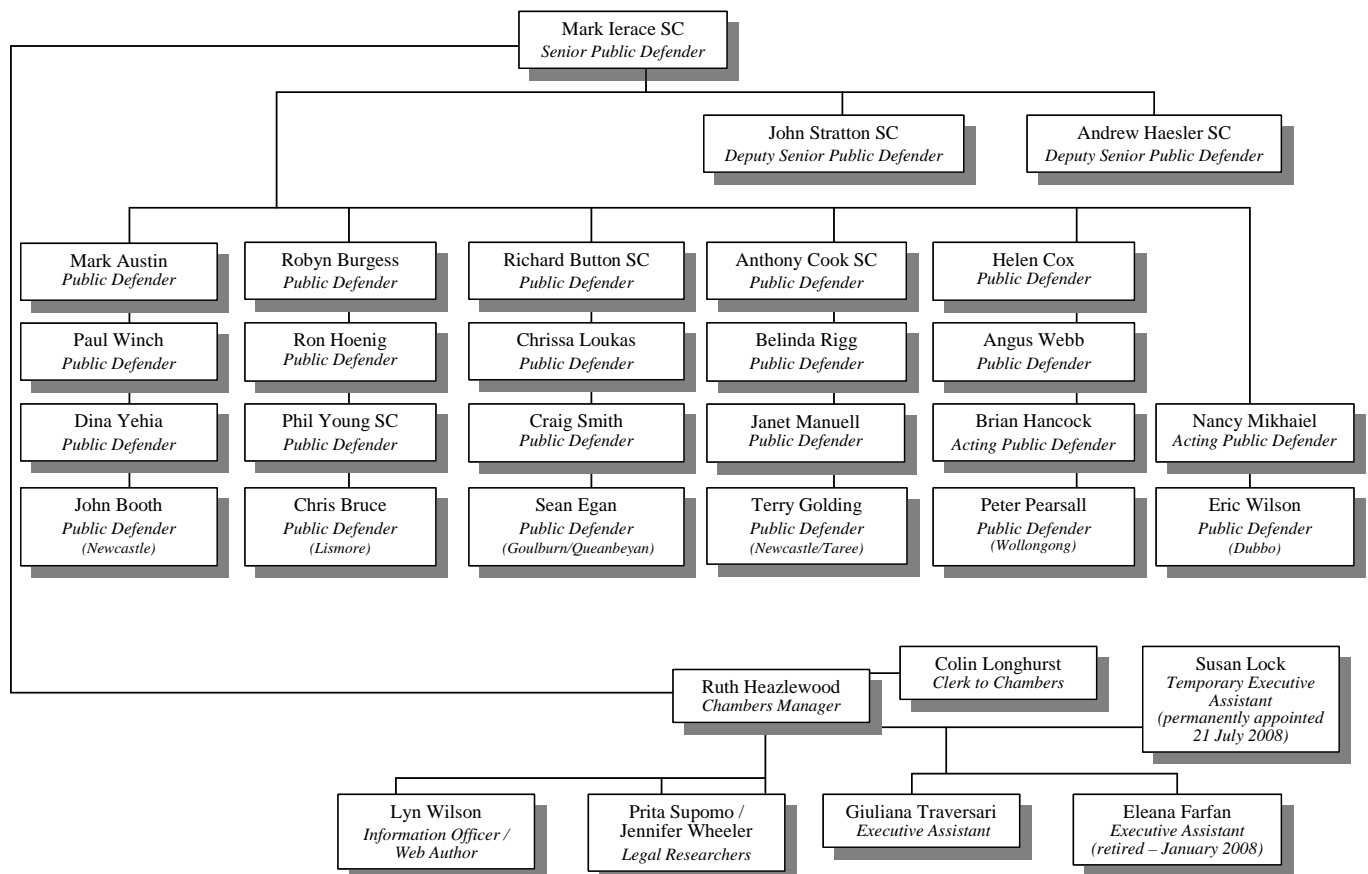 Mark Ierace SC
Senior Public Defender
John Stratton SC
Deputy Senior Public Defender
Andrew Haesler SC
Deputy Senior Public Defender
Mark Austin
Public Defender
Robyn Burgess
Public Defender
Richard Button SC
Public Defender
Anthony Cook SC
Public Defender
Helen Cox
Public Defender
Paul Winch
Public Defender
Ron Hoenig
Public Defender
Chrissa Loukas
Public Defender
Belinda Rigg
Public Defender
Angus Webb
Public Defender
Dina Yehia
Public Defender
Phil Young SC
Public Defender
Craig Smith
Public Defender
Janet Manuell
Public Defender
Brian Hancock
Acting Public Defender
Nancy Mikhaiel
Acting Public Defender
John Booth
Public Defender
(Newcastle)
Chris Bruce
Public Defender
(Lismore)
Sean Egan
Public Defender
(Goulburn/Queanbeyan)
Terry Golding
Public Defender
(Newcastle/Taree)
Peter Pearsall
Public Defender
(Wollongong)
Eric Wilson
Public Defender
(Dubbo)
Ruth Heazlewood
Chambers Manager
Colin Longhurst
Clerk to Chambers
Susan Lock
Temporary Executive
Assistant
(permanently appointed
21 July 2008)
Lyn Wilson
Information Officer /
Web Author
Prita Supomo /
Jennifer Wheeler
Legal Researchers
Giuliana Traversari
Executive Assistant
Eleana Farfan
Executive Assistant
(retired – January 2008)